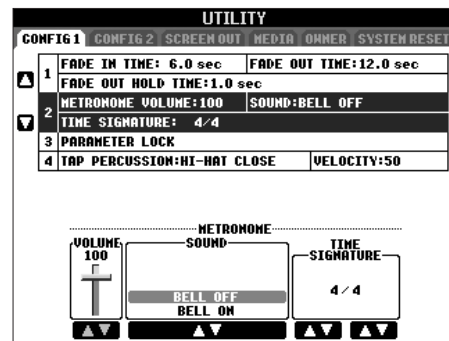 UTILITY
CONFIG 1 CONFIG 2 SCREEN OUT MEDIA OWNER SYSTEM RESET
1 FADE IN TIME: 6.0 sec FADE OUT TIME:12.0 sec
FADE OUT HOLD TIME:1.0 sec
2 METRONOME VOLUME:100 SOUND:BELL OFF
TIME SIGNATURE: 4/4
3 PARAMETER LOCK
4 TAP PERCUSSION:HI-HAT CLOSE VELOCITY:50
METRONOME
VOLUME SOUND TIME SIGNATURE
100
4/4
BELL OFF
BELL ON